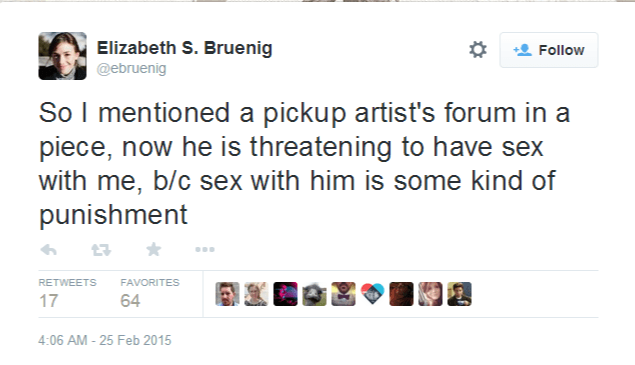 Elizabeth S. Bruenig
@ebruenig
Follow
So I mentioned a pickup artist's forum in a
piece, now he is threatening to have sex
with me, b/c sex with him is some kind of
punishment
RETWEETS FAVORITES
17 64
4:06 AM - 25 Feb 2015